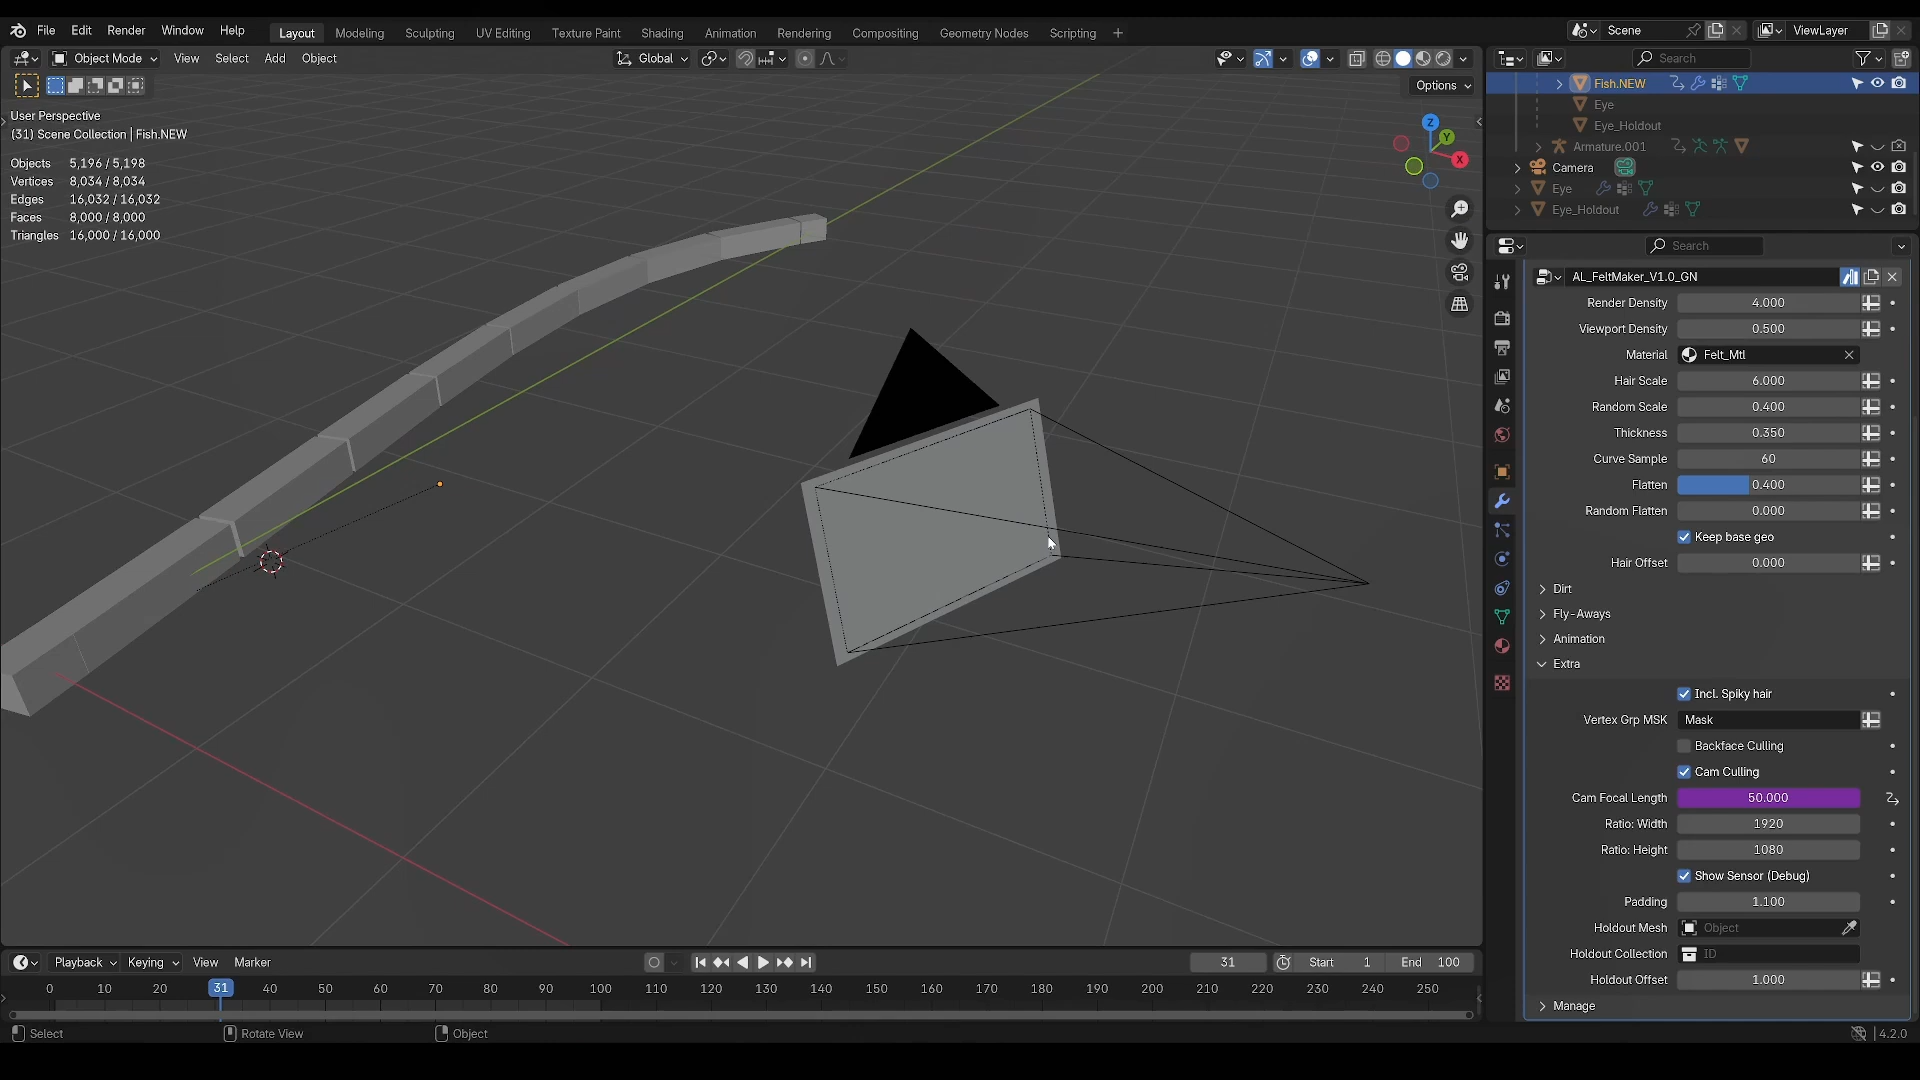 File Edit Render Window Help Layout Modeling Sculpting UV Editing Texture Paint Shading Animation Rendering Compositing Geometry Nodes Scripting + Scene ViewLayer
Object Mode View Select Add Object Global Search
Options
User Perspective
(31) Scene Collection | Fish.NEW
Objects 5,196 / 5,198
Vertices 8,034 / 8,034
Edges 16,032 / 16,032
Faces 8,000 / 8,000
Triangles 16,000 / 16,000
Z
Y
X
Fish.NEW
Eye
Eye_Holdout
Armature.001
Camera
Eye
Eye_Holdout
Search
AL_FeltMaker_V1.0_GN
Render Density 4.000
Viewport Density 0.500
Material Felt_Mtl
Hair Scale 6.000
Random Scale 0.400
Thickness 0.350
Curve Sample 60
Flatten 0.400
Random Flatten 0.000
Keep base geo
Hair Offset 0.000
Dirt
Fly-Aways
Animation
Extra
Incl. Spiky hair
Vertex Grp MSK Mask
Backface Culling
Cam Culling
Cam Focal Length 50.000
Ratio: Width 1920
Ratio: Height 1080
Show Sensor (Debug)
Padding 1.100
Holdout Mesh Object
Holdout Collection ID
Holdout Offset 1.000
Manage
Playback Keying View Marker 31 Start 1 End 100
0 10 20 31 40 50 60 70 80 90 100 110 120 130 140 150 160 170 180 190 200 210 220 230 240 250
Select Rotate View Object 4.2.0